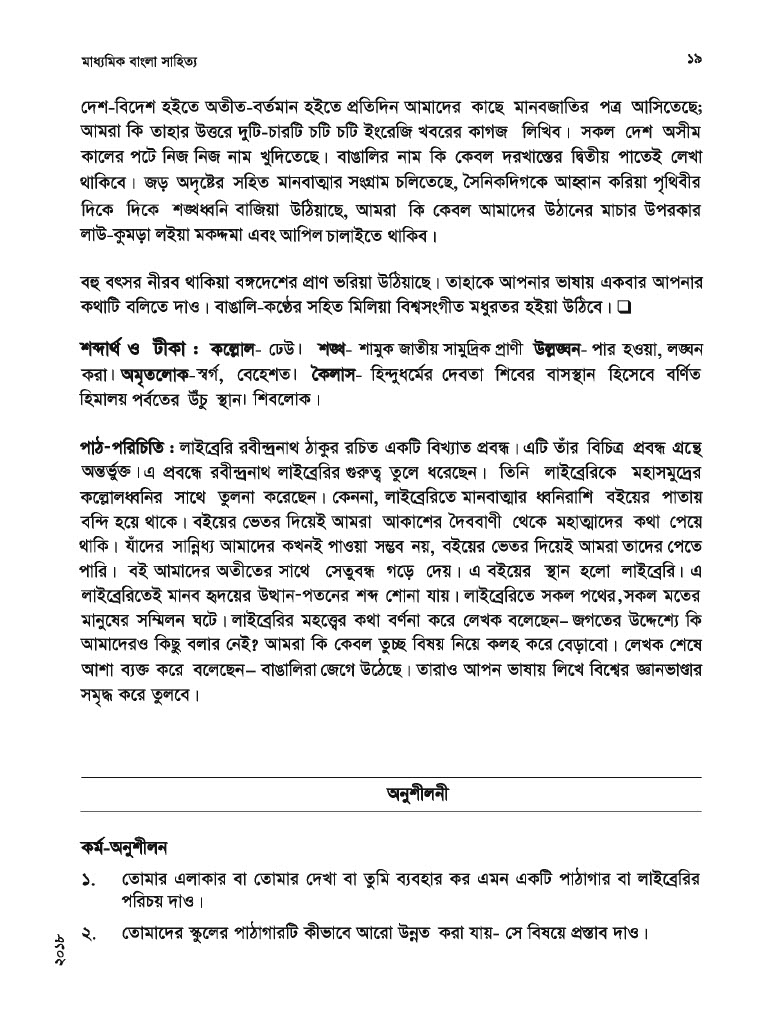 মাধ্যমিক বাংলা সাহিত্য ১৯
দেশ-বিদেশ হইতে অতীত-বর্তমান হইতে প্রতিদিন আমাদের কাছে মানবজাতির পত্র আসিতেছে;
আমরা কি তাহার উত্তরে দুটি-চারটি চটি চটি ইংরেজি খবরের কাগজ লিখিব। সকল দেশ অসীম
কালের পটে নিজ নিজ নাম খুদিতেছে। বাঙালির নাম কি কেবল দরখাস্তের দ্বিতীয় পাতেই লেখা
থাকিবে। জড় অদৃষ্টের সহিত মানবাত্মার সংগ্রাম চলিতেছে, সৈনিকদিগকে আহ্বান করিয়া পৃথিবীর
দিকে দিকে শঙ্খধ্বনি বাজিয়া উঠিয়াছে, আমরা কি কেবল আমাদের উঠানের মাচার উপরকার
লাউ-কুমড়া লইয়া মকদ্দমা এবং আপিল চালাইতে থাকিব।
বহু বৎসর নীরব থাকিয়া বঙ্গদেশের প্রাণ ভরিয়া উঠিয়াছে। তাহাকে আপনার ভাষায় একবার আপনার
কথাটি বলিতে দাও। বাঙালি-কণ্ঠের সহিত মিলিয়া বিশ্বসংগীত মধুরতর হইয়া উঠিবে। ❑
শব্দার্থ ও টীকা : কল্লোল- ঢেউ। শঙ্খ- শামুক জাতীয় সামুদ্রিক প্রাণী উল্লঙ্ঘন- পার হওয়া, লঙ্ঘন
করা। অমৃতলোক-স্বর্গ, বেহেশত। কৈলাস- হিন্দুধর্মের দেবতা শিবের বাসস্থান হিসেবে বর্ণিত
হিমালয় পর্বতের উঁচু স্থান। শিবলোক।
পাঠ-পরিচিতি : লাইব্রেরি রবীন্দ্রনাথ ঠাকুর রচিত একটি বিখ্যাত প্রবন্ধ। এটি তাঁর বিচিত্র প্রবন্ধ গ্রন্থে
অন্তর্ভুক্ত। এ প্রবন্ধে রবীন্দ্রনাথ লাইব্রেরির গুরুত্ব তুলে ধরেছেন। তিনি লাইব্রেরিকে মহাসমুদ্রের
কল্লোলধ্বনির সাথে তুলনা করেছেন। কেননা, লাইব্রেরিতে মানবাত্মার ধ্বনিরাশি বইয়ের পাতায়
বন্দি হয়ে থাকে। বইয়ের ভেতর দিয়েই আমরা আকাশের দৈববাণী থেকে মহাত্মাদের কথা পেয়ে
থাকি। যাঁদের সান্নিধ্য আমাদের কখনই পাওয়া সম্ভব নয়, বইয়ের ভেতর দিয়েই আমরা তাদের পেতে
পারি। বই আমাদের অতীতের সাথে সেতুবন্ধ গড়ে দেয়। এ বইয়ের স্থান হলো লাইব্রেরি। এ
লাইব্রেরিতেই মানব হৃদয়ের উত্থান-পতনের শব্দ শোনা যায়। লাইব্রেরিতে সকল পথের,সকল মতের
মানুষের সম্মিলন ঘটে। লাইব্রেরির মহত্ত্বের কথা বর্ণনা করে লেখক বলেছেন– জগতের উদ্দেশ্যে কি
আমাদেরও কিছু বলার নেই? আমরা কি কেবল তুচ্ছ বিষয় নিয়ে কলহ করে বেড়াবো। লেখক শেষে
আশা ব্যক্ত করে বলেছেন– বাঙালিরা জেগে উঠেছে। তারাও আপন ভাষায় লিখে বিশ্বের জ্ঞানভাণ্ডার
সমৃদ্ধ করে তুলবে।
অনুশীলনী
কর্ম-অনুশীলন
১. তোমার এলাকার বা তোমার দেখা বা তুমি ব্যবহার কর এমন একটি পাঠাগার বা লাইব্রেরির
পরিচয় দাও।
২. তোমাদের স্কুলের পাঠাগারটি কীভাবে আরো উন্নত করা যায়- সে বিষয়ে প্রস্তাব দাও।
২০১৮